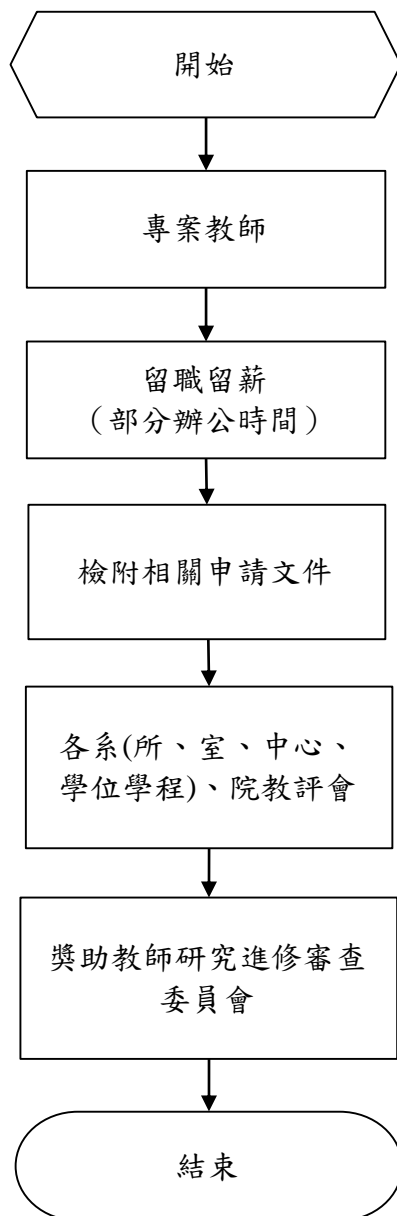 開始
專案教師
留職留薪
（部分辦公時間）
檢附相關申請文件
各系(所、室、中心、
學位學程)、院教評會
獎助教師研究進修審查
委員會
結束